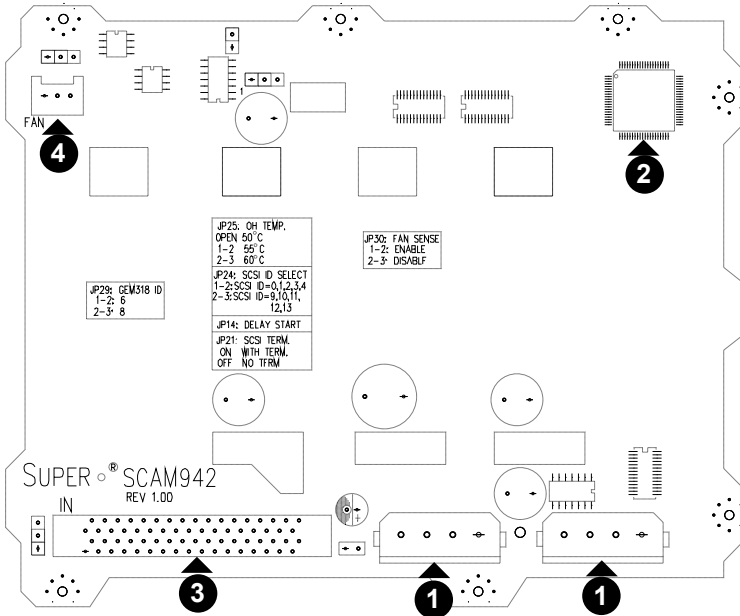 1
FAN
4
2
JP25: OH TEMP.
OPEN 50°C
1-2 55°C
2-3 60°C
JP30: FAN SENSE
1-2: ENABLE
2-3: DISABLE
JP24: SCSI ID SELECT
1-2:SCSI ID=0,1,2,3,4
2-3:SCSI ID=9,10,11,
12,13
JP29: GEM318 ID
1-2: 6
2-3: 8
JP14: DELAY START
JP21: SCSI TERM.
ON WITH TERM.
OFF NO TERM
SUPER ® SCAM942
REV 1.00
IN
3
1
1